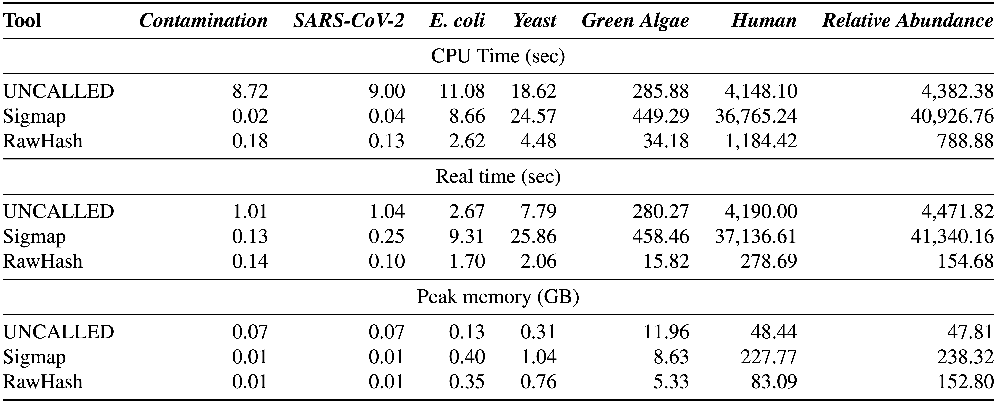 Tool Contamination SARS-CoV-2 E. coli Yeast Green Algae Human Relative Abundance
CPU Time (sec)
UNCALLED 8.72 9.00 11.08 18.62 285.88 4,148.10 4,382.38
Sigmap 0.02 0.04 8.66 24.57 449.29 36,765.24 40,926.76
RawHash 0.18 0.13 2.62 4.48 34.18 1,184.42 788.88
Real time (sec)
UNCALLED 1.01 1.04 2.67 7.79 280.27 4,190.00 4,471.82
Sigmap 0.13 0.25 9.31 25.86 458.46 37,136.61 41,340.16
RawHash 0.14 0.10 1.70 2.06 15.82 278.69 154.68
Peak memory (GB)
UNCALLED 0.07 0.07 0.13 0.31 11.96 48.44 47.81
Sigmap 0.01 0.01 0.40 1.04 8.63 227.77 238.32
RawHash 0.01 0.01 0.35 0.76 5.33 83.09 152.80